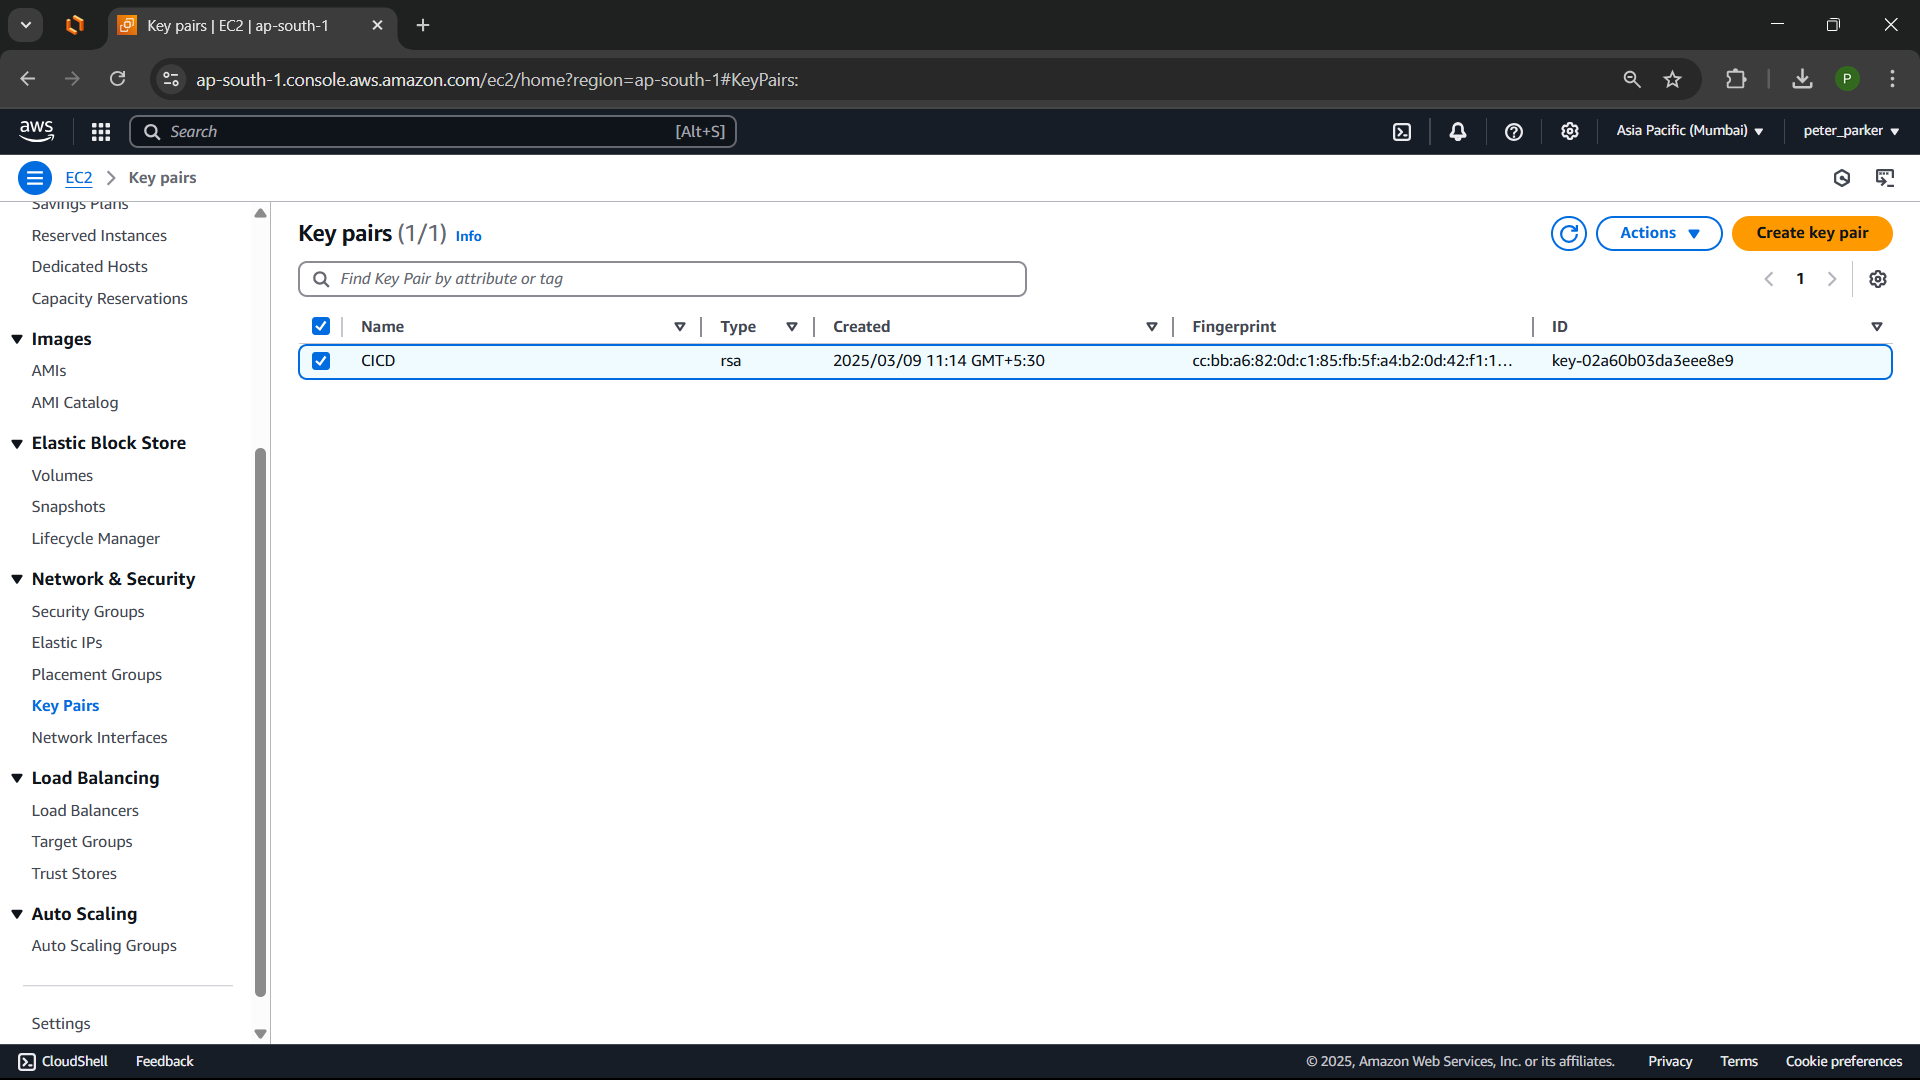 Key pairs | EC2 | ap-south-1
ap-south-1.console.aws.amazon.com/ec2/home?region=ap-south-1#KeyPairs:
P
aws
Search [Alt+S]
Asia Pacific (Mumbai)
peter_parker
EC2 Key pairs
Savings Plans
Reserved Instances
Dedicated Hosts
Capacity Reservations
Images
AMIs
AMI Catalog
Elastic Block Store
Volumes
Snapshots
Lifecycle Manager
Network & Security
Security Groups
Elastic IPs
Placement Groups
Key Pairs
Network Interfaces
Load Balancing
Load Balancers
Target Groups
Trust Stores
Auto Scaling
Auto Scaling Groups
Settings
Key pairs (1/1) Info
Actions
Create key pair
Find Key Pair by attribute or tag
1
Name Type Created Fingerprint ID
CICD rsa 2025/03/09 11:14 GMT+5:30 cc:bb:a6:82:0d:c1:85:fb:5f:a4:b2:0d:42:f1:1... key-02a60b03da3eee8e9
CloudShell Feedback © 2025, Amazon Web Services, Inc. or its affiliates. Privacy Terms Cookie preferences